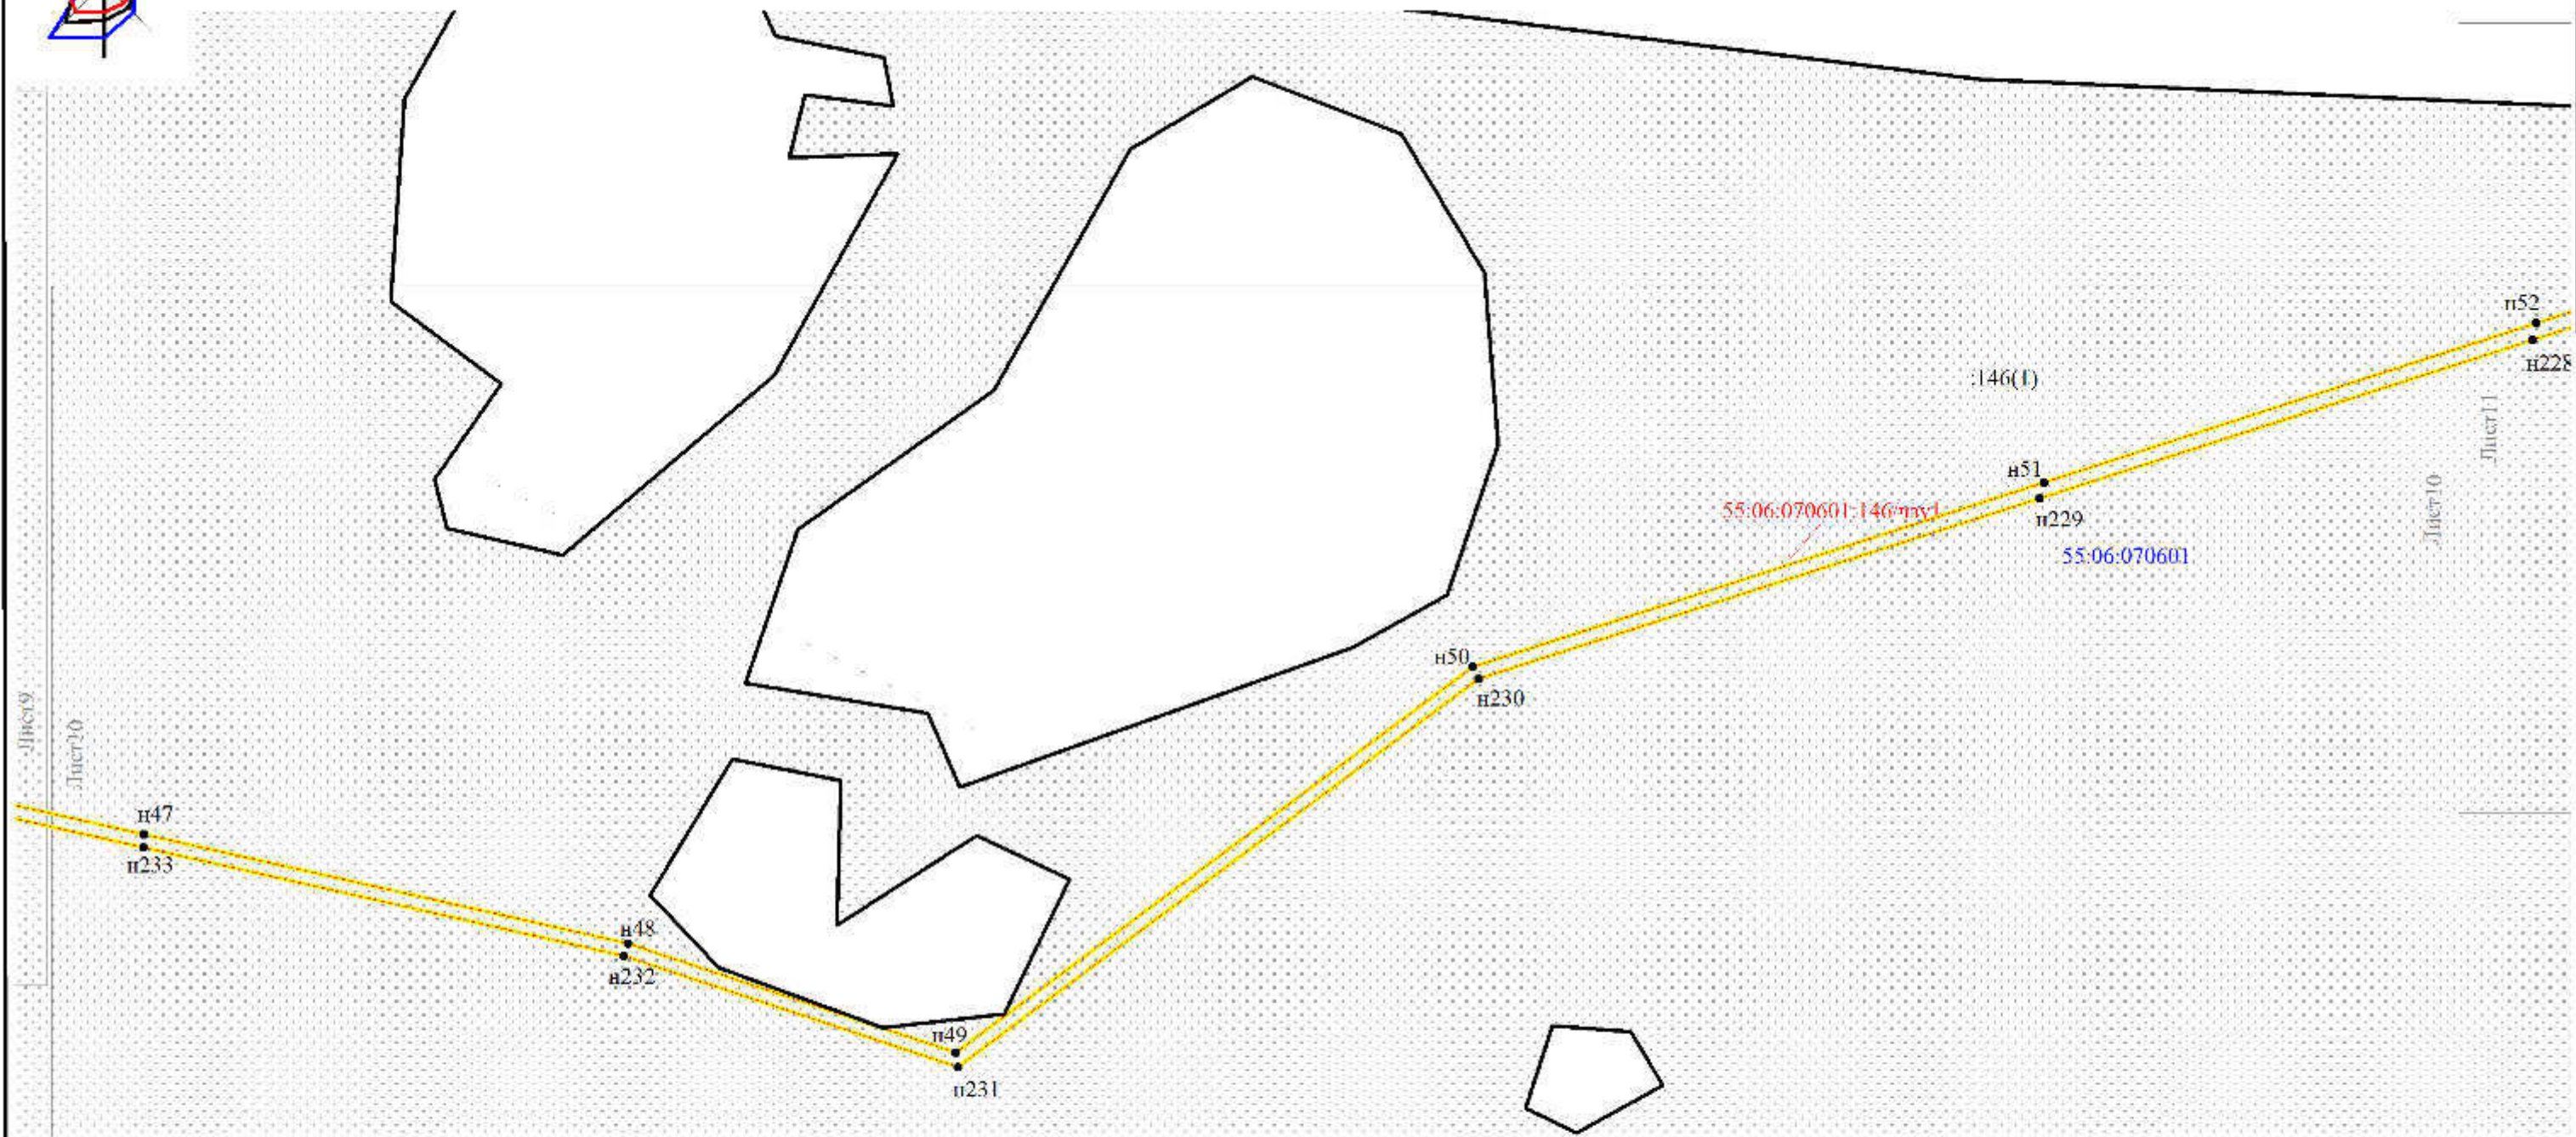 н52
н228
:146(1)
Лист11
н51
Лист10
55:06:070601:146/чзу1
н229
55:06:070601
н50
н230
Лист9
Лист10
н47
н233
н48
н232
н49
н231